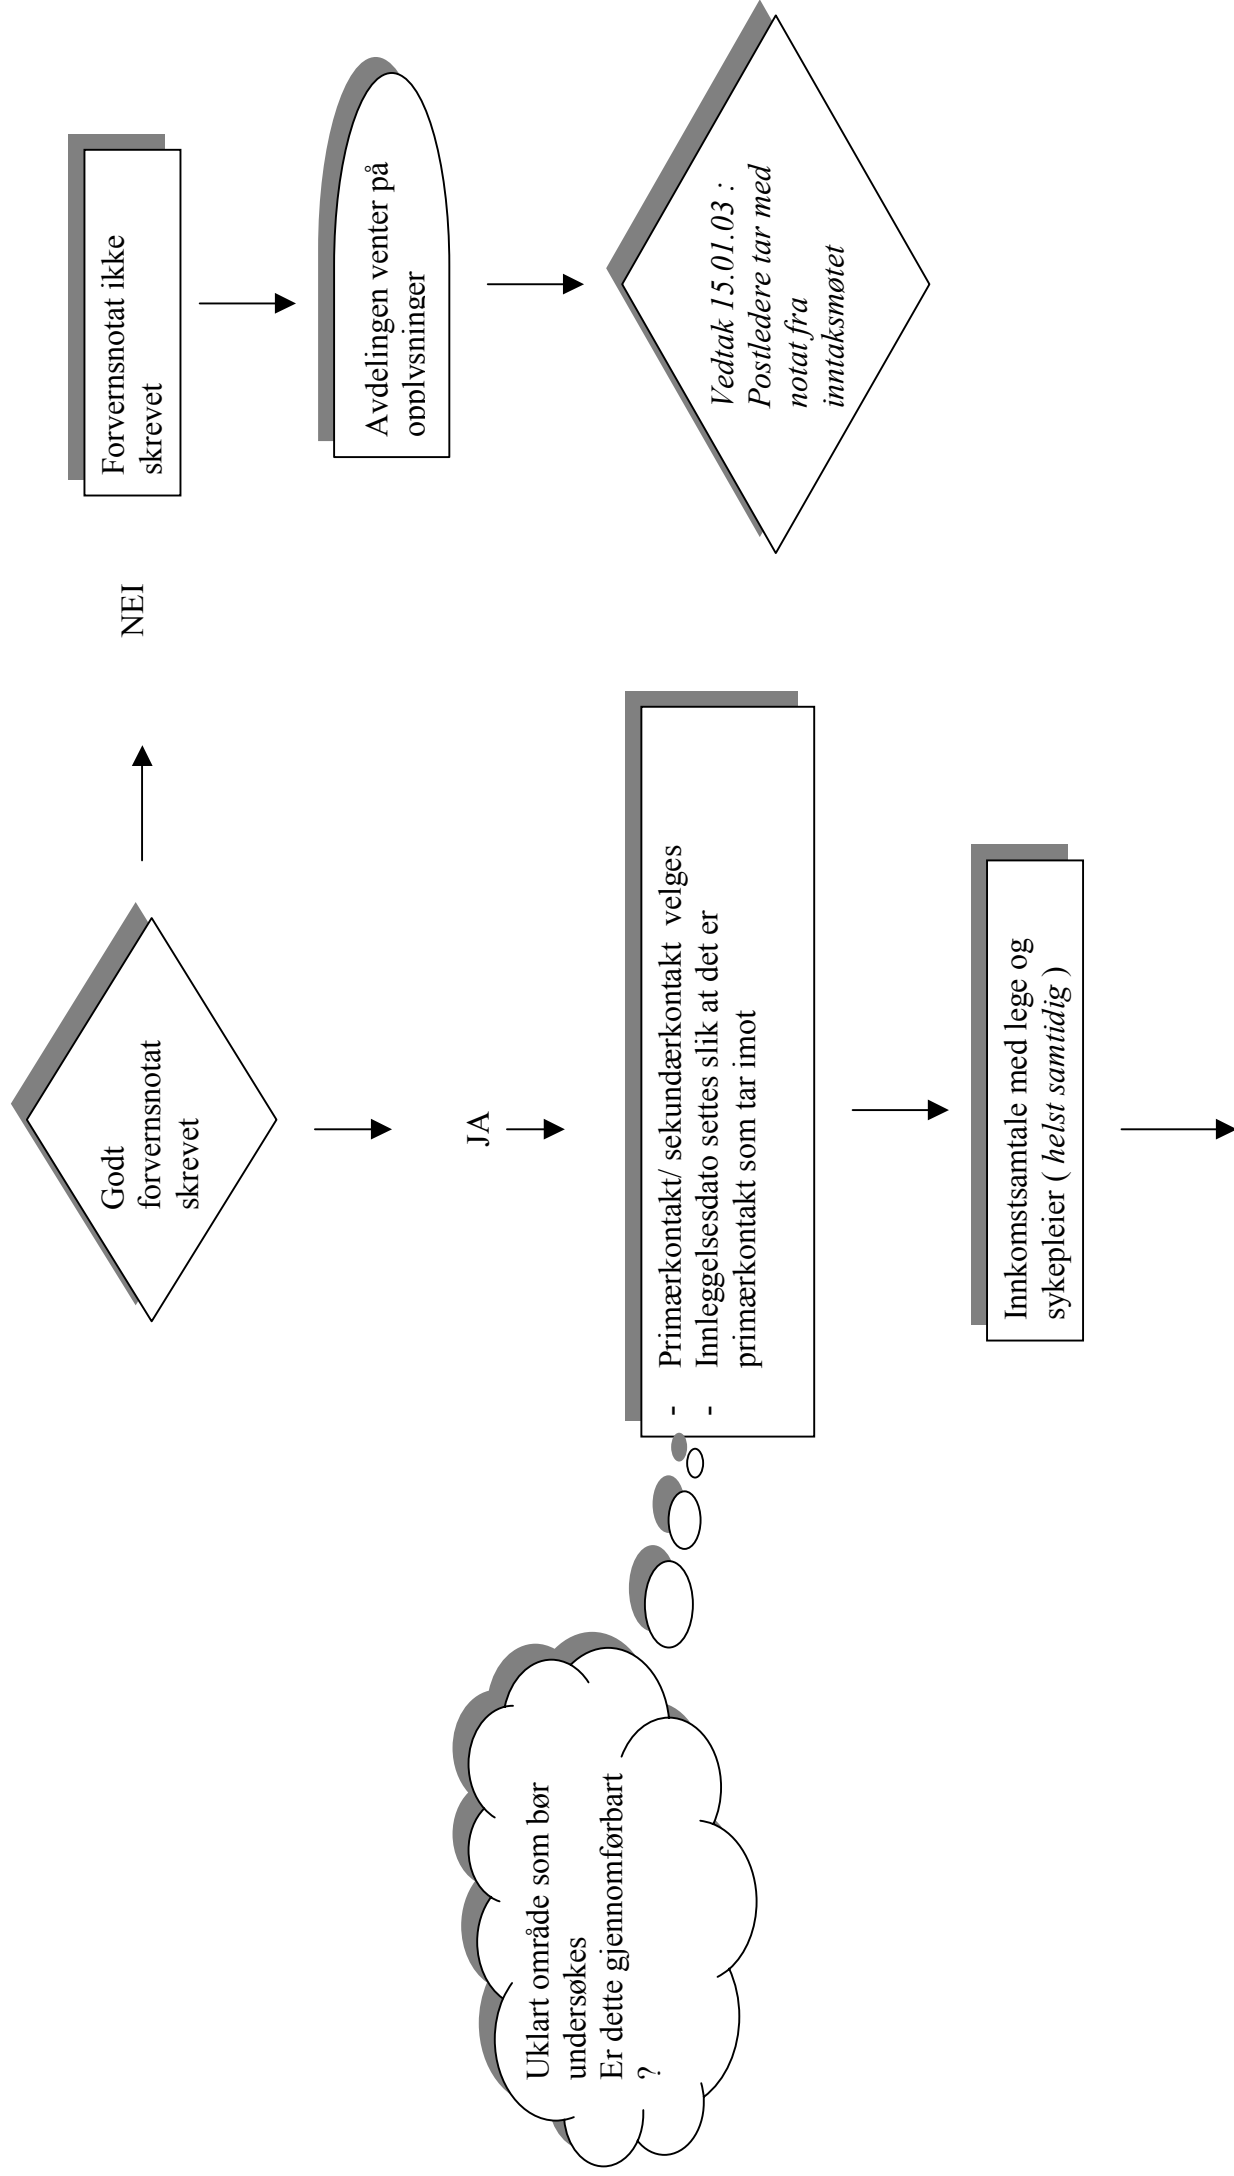 Godt
forvernsnotat
skrevet
NEI
Forvernsnotat ikke
skrevet
Avdelingen venter på
opplysninger
Vedtak 15.01.03 :
Postledere tar med
notat fra
inntaksmøtet
JA
- Primærkontakt/ sekundærkontakt velges
- Innleggelsesdato settes slik at det er
primærkontakt som tar imot
Uklart område som bør
undersøkes
Er dette gjennomførbart
?
Innkomstsamtale med lege og
sykepleier ( helst samtidig )